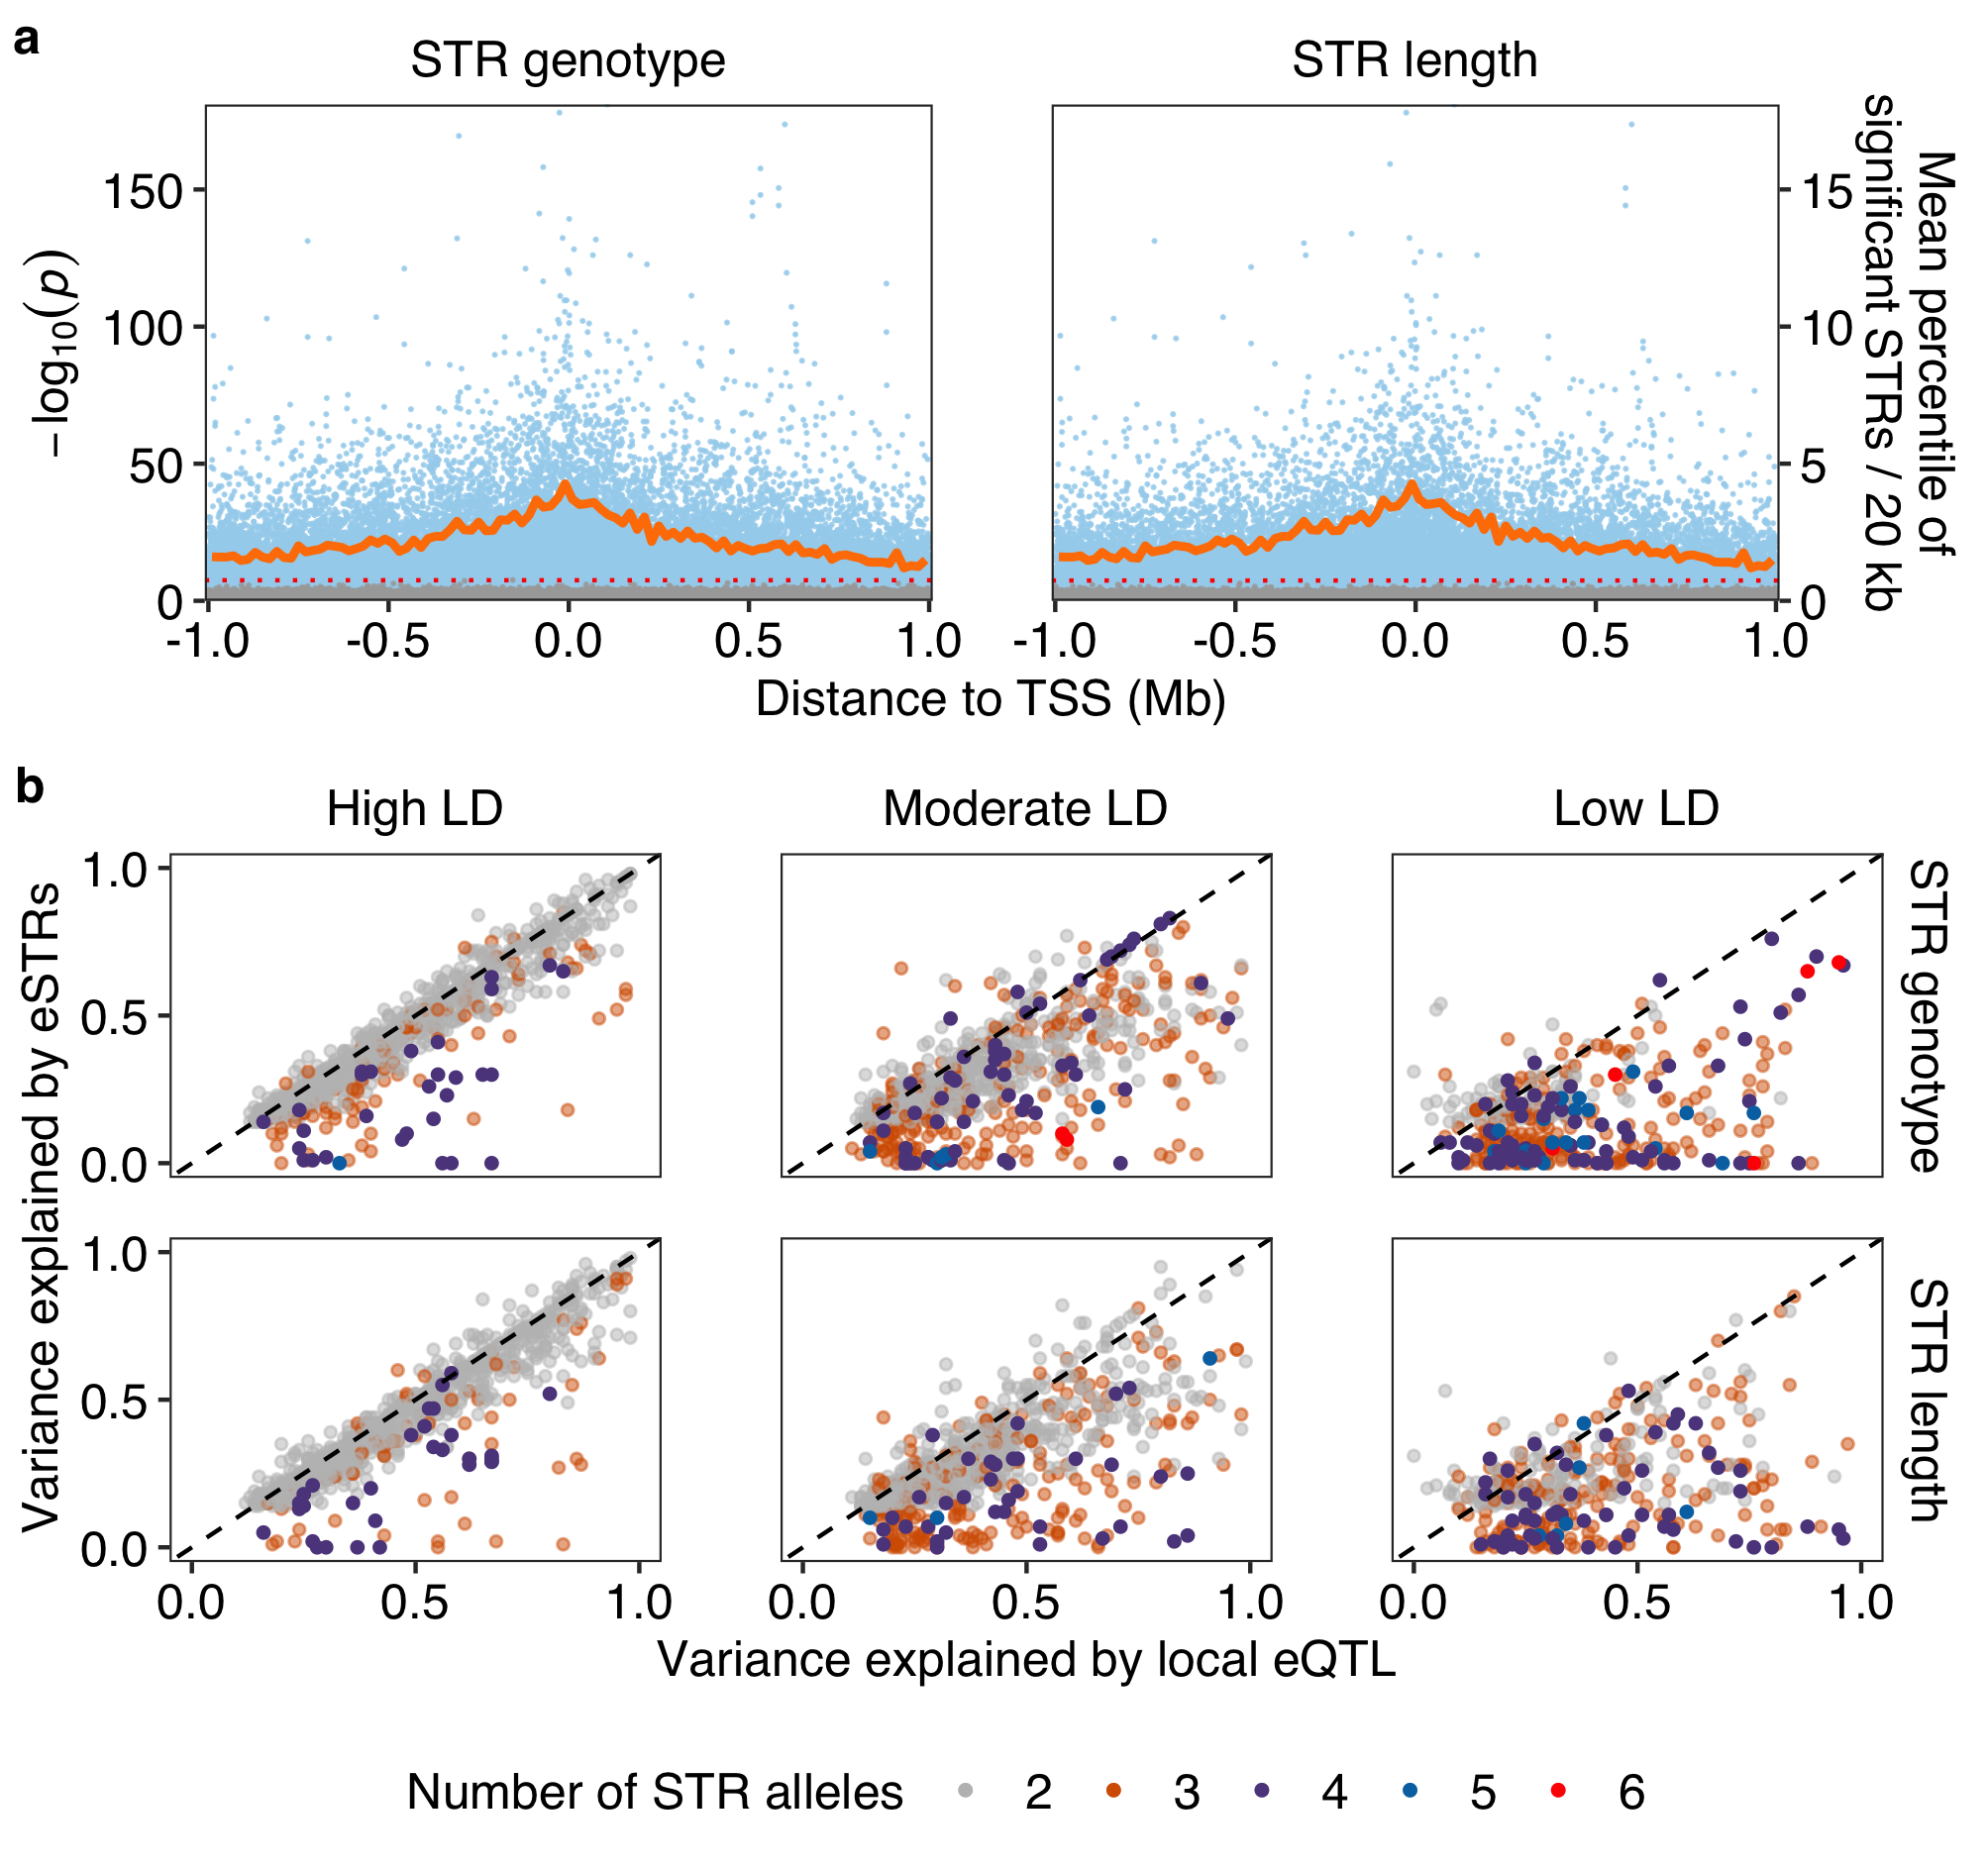 a
STR genotype
STR length
−log10(p)
150
100
50
0
15
10
5
0
Mean percentile of
significant STRs / 20 kb
-1.0 -0.5 0.0 0.5 1.0
-1.0 -0.5 0.0 0.5 1.0
Distance to TSS (Mb)
b
High LD
Moderate LD
Low LD
Variance explained by eSTRs
1.0
0.5
0.0
STR genotype
1.0
0.5
0.0
STR length
0.0 0.5 1.0
0.0 0.5 1.0
0.0 0.5 1.0
Variance explained by local eQTL
Number of STR alleles 2 3 4 5 6